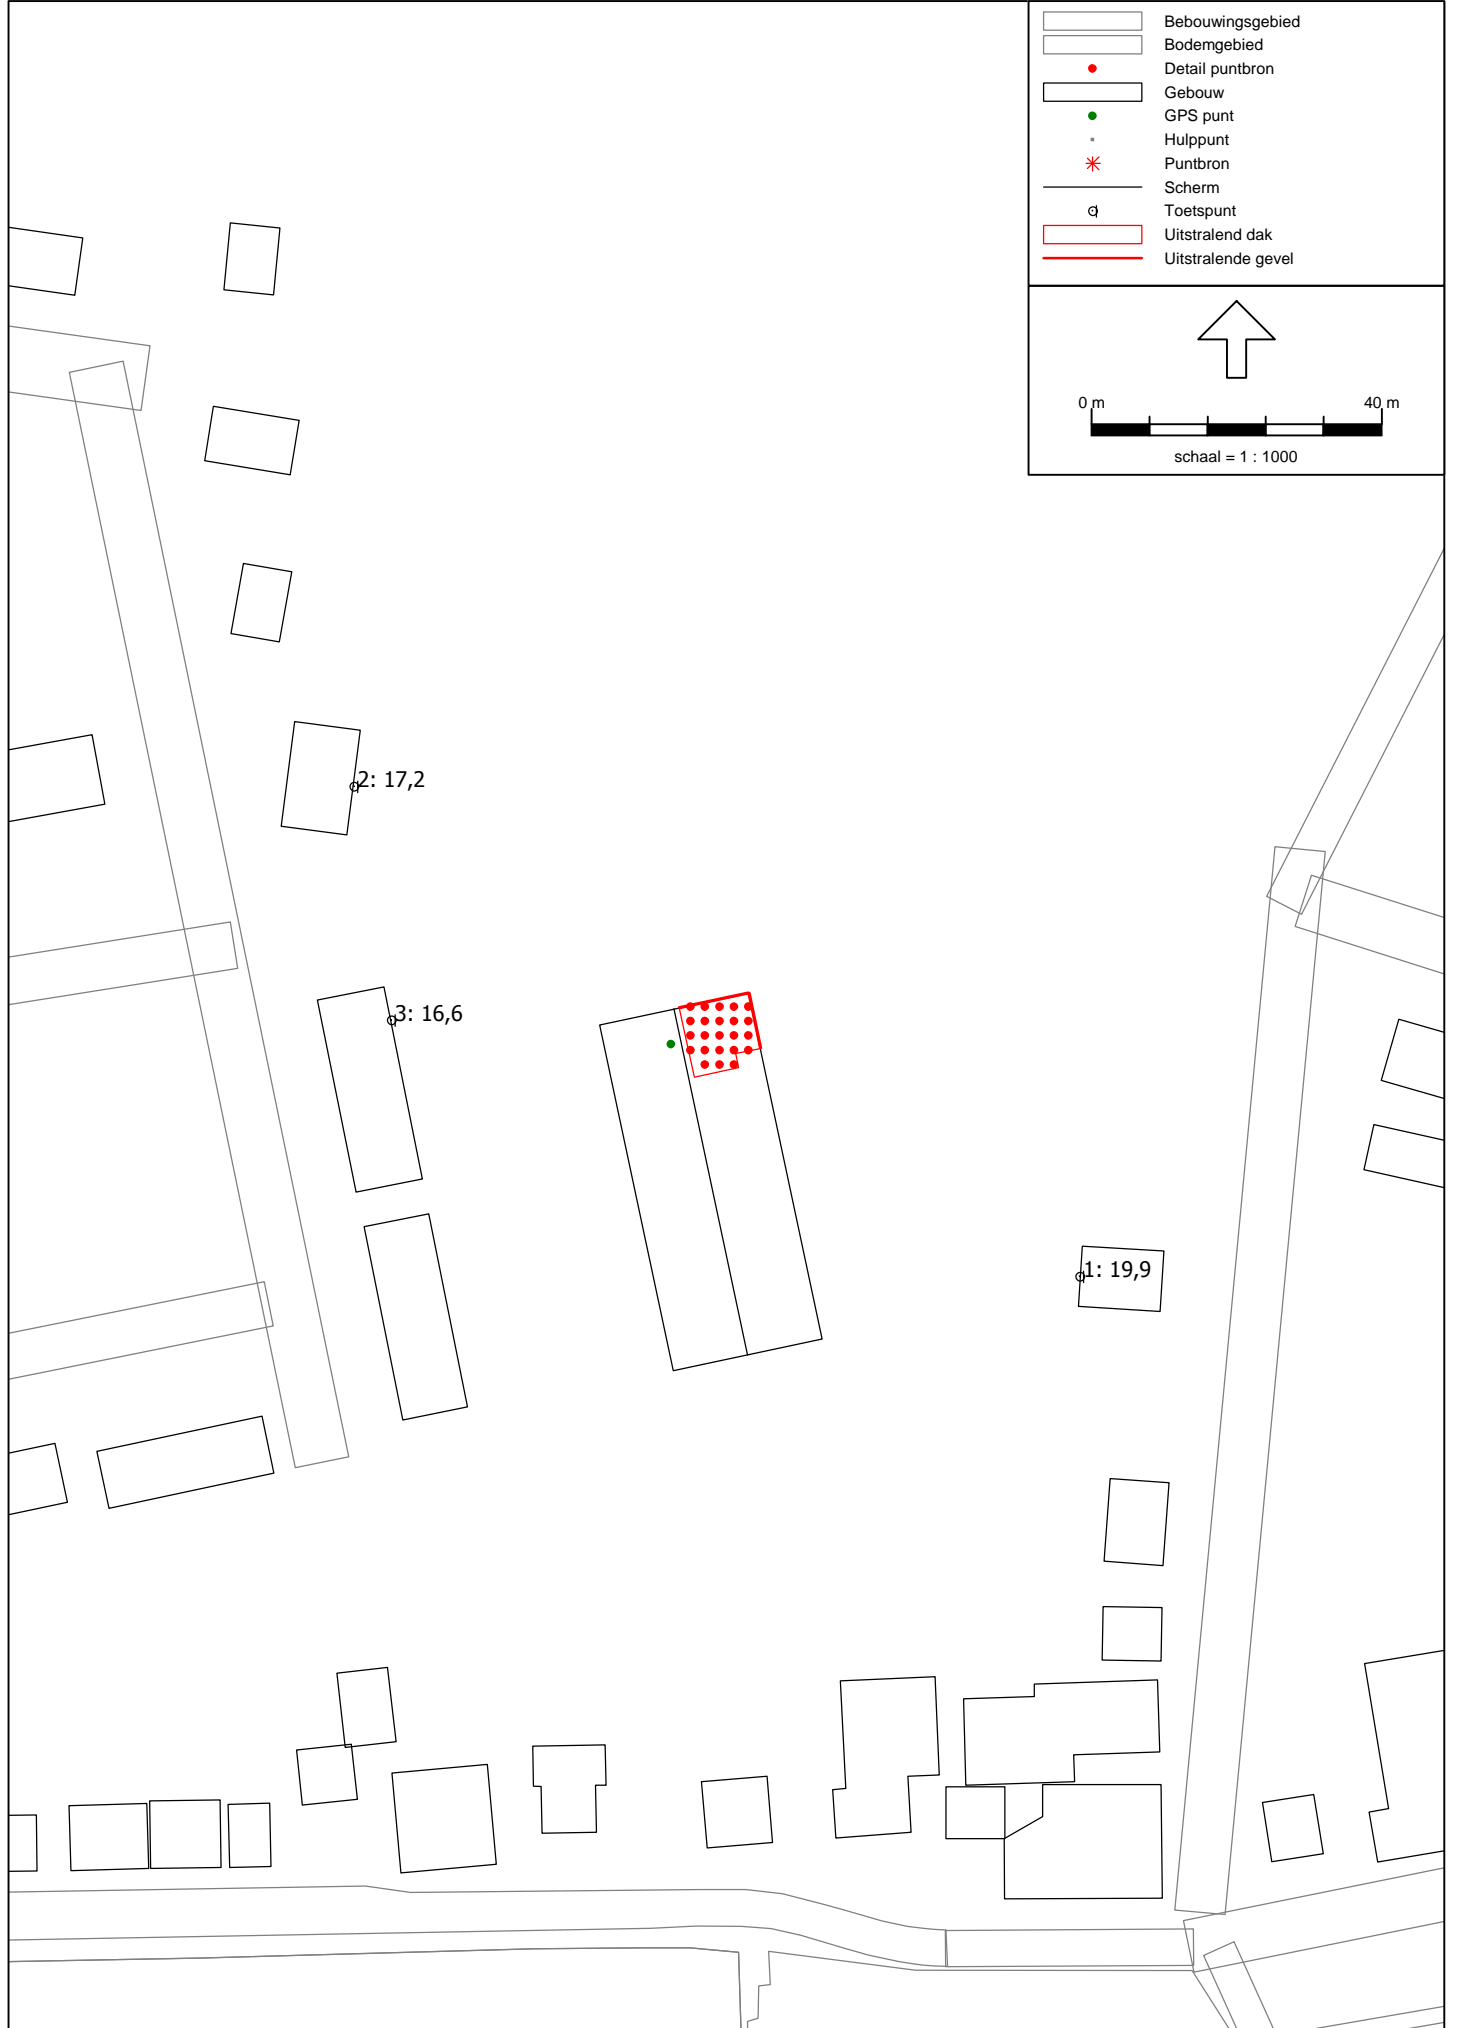 Bebouwingsgebied
Bodemgebied
Detail puntbron
Gebouw
GPS punt
Hulppunt
Puntbron
Scherm
Toetspunt
Uitstralend dak
Uitstralende gevel
0 m 40 m
schaal = 1 : 1000
2: 17,2
3: 16,6
1: 19,9